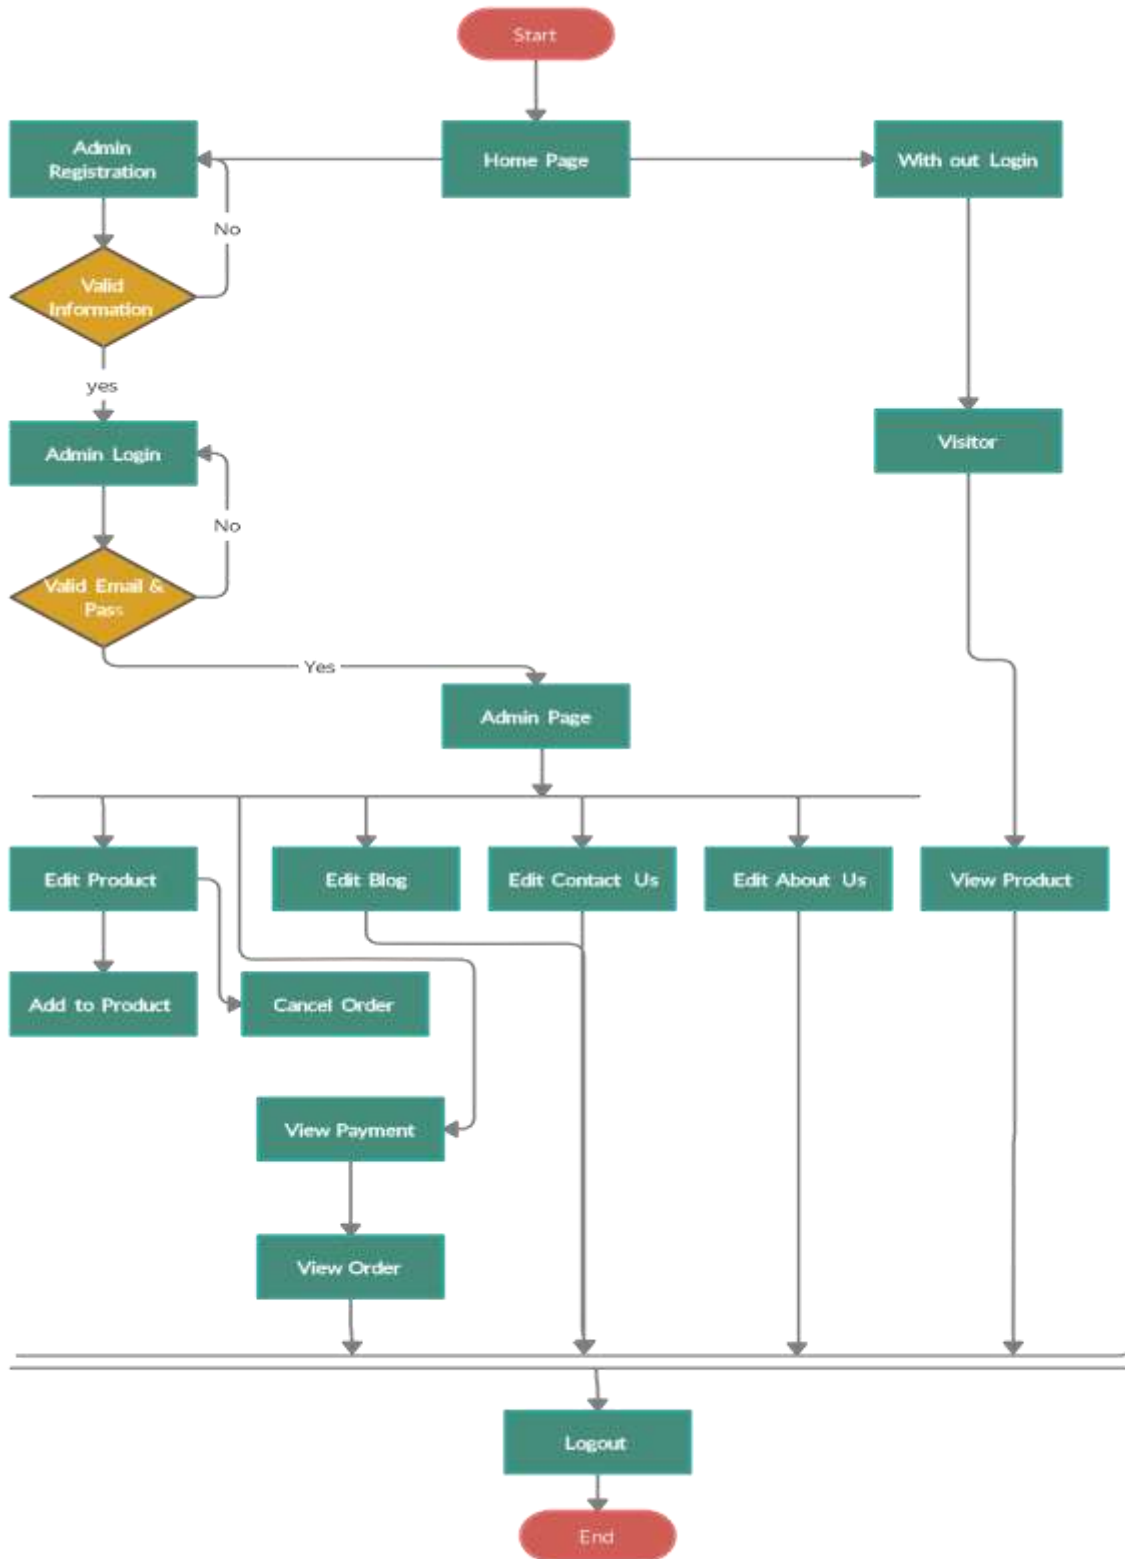 Start
Admin
Registration
Home Page
With out Login
No
Valid
Information
yes
Admin Login
Visitor
No
Valid Email &
Pass
Yes
Admin Page
Edit Product
Edit Blog
Edit Contact Us
Edit About Us
View Product
Add to Product
Cancel Order
View Payment
View Order
Logout
End